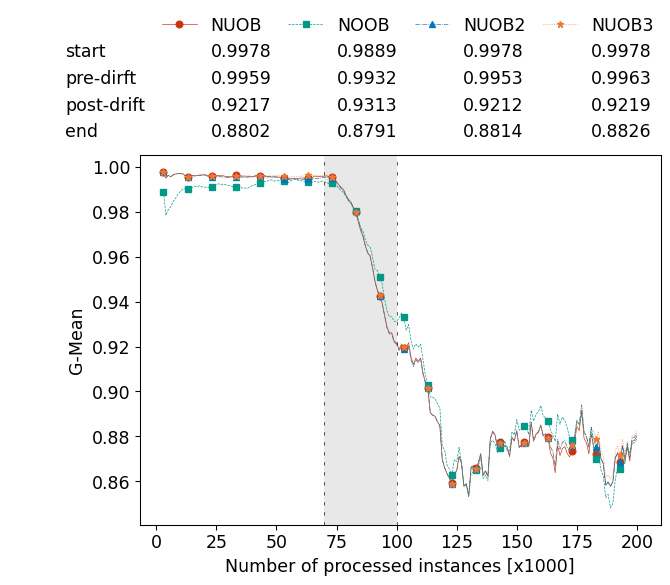 NUOB NOOB NUOB2 NUOB3
start 0.9978 0.9889 0.9978 0.9978
pre-dirft 0.9959 0.9932 0.9953 0.9963
post-drift 0.9217 0.9313 0.9212 0.9219
end 0.8802 0.8791 0.8814 0.8826
1.00
0.98
0.96
0.94
0.92
0.90
0.88
0.86
G-Mean
0 25 50 75 100 125 150 175 200
Number of processed instances [x1000]